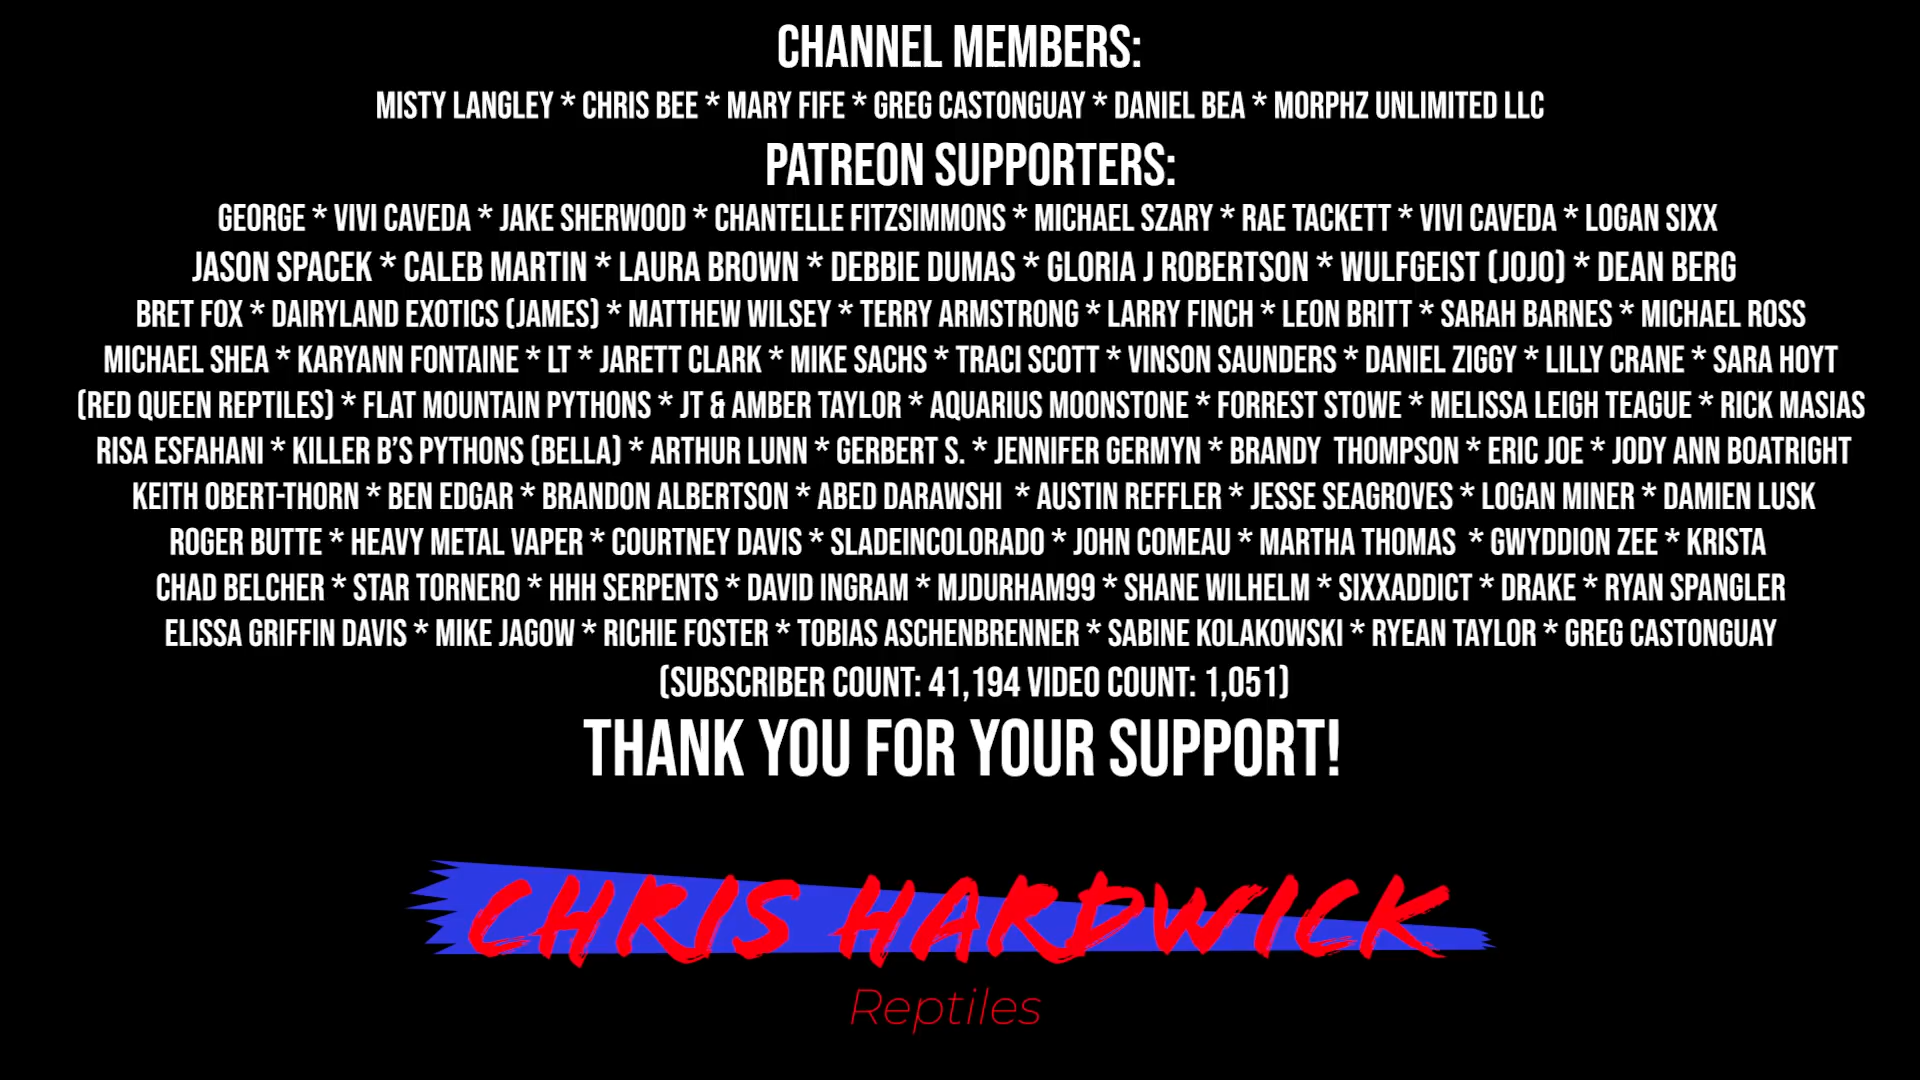 CHANNEL MEMBERS:
MISTY LANGLEY * CHRIS BEE * MARY FIFE * GREG CASTONGUAY * DANIEL BEA * MORPHZ UNLIMITED LLC
PATREON SUPPORTERS:
GEORGE * VIVI CAVEDA * JAKE SHERWOOD * CHANTELLE FITZSIMMONS * MICHAEL SZARY * RAE TACKETT * VIVI CAVEDA * LOGAN SIXX
JASON SPACEK * CALEB MARTIN * LAURA BROWN * DEBBIE DUMAS * GLORIA J ROBERTSON * WULFGEIST (JOJO) * DEAN BERG
BRET FOX * DAIRYLAND EXOTICS (JAMES) * MATTHEW WILSEY * TERRY ARMSTRONG * LARRY FINCH * LEON BRITT * SARAH BARNES * MICHAEL ROSS
MICHAEL SHEA * KARYANN FONTAINE * LT * JARETT CLARK * MIKE SACHS * TRACI SCOTT * VINSON SAUNDERS * DANIEL ZIGGY * LILLY CRANE * SARA HOYT
(RED QUEEN REPTILES) * FLAT MOUNTAIN PYTHONS * JT & AMBER TAYLOR * AQUARIUS MOONSTONE * FORREST STOWE * MELISSA LEIGH TEAGUE * RICK MASIAS
RISA ESFAHANI * KILLER B'S PYTHONS (BELLA) * ARTHUR LUNN * GERBERT S. * JENNIFER GERMYN * BRANDY THOMPSON * ERIC JOE * JODY ANN BOATRIGHT
KEITH OBERT-THORN * BEN EDGAR * BRANDON ALBERTSON * ABED DARAWSHI * AUSTIN REFFLER * JESSE SEAGROVES * LOGAN MINER * DAMIEN LUSK
ROGER BUTTE * HEAVY METAL VAPER * COURTNEY DAVIS * SLADEINCOLORADO * JOHN COMEAU * MARTHA THOMAS * GWYDDION ZEE * KRISTA
CHAD BELCHER * STAR TORNERO * HHH SERPENTS * DAVID INGRAM * MJDURHAM99 * SHANE WILHELM * SIXXADDICT * DRAKE * RYAN SPANGLER
ELISSA GRIFFIN DAVIS * MIKE JAGOW * RICHIE FOSTER * TOBIAS ASCHENBRENNER * SABINE KOLAKOWSKI * RYEAN TAYLOR * GREG CASTONGUAY
(SUBSCRIBER COUNT: 41,194 VIDEO COUNT: 1,051)
THANK YOU FOR YOUR SUPPORT!
CHRIS HARDWICK
Reptiles